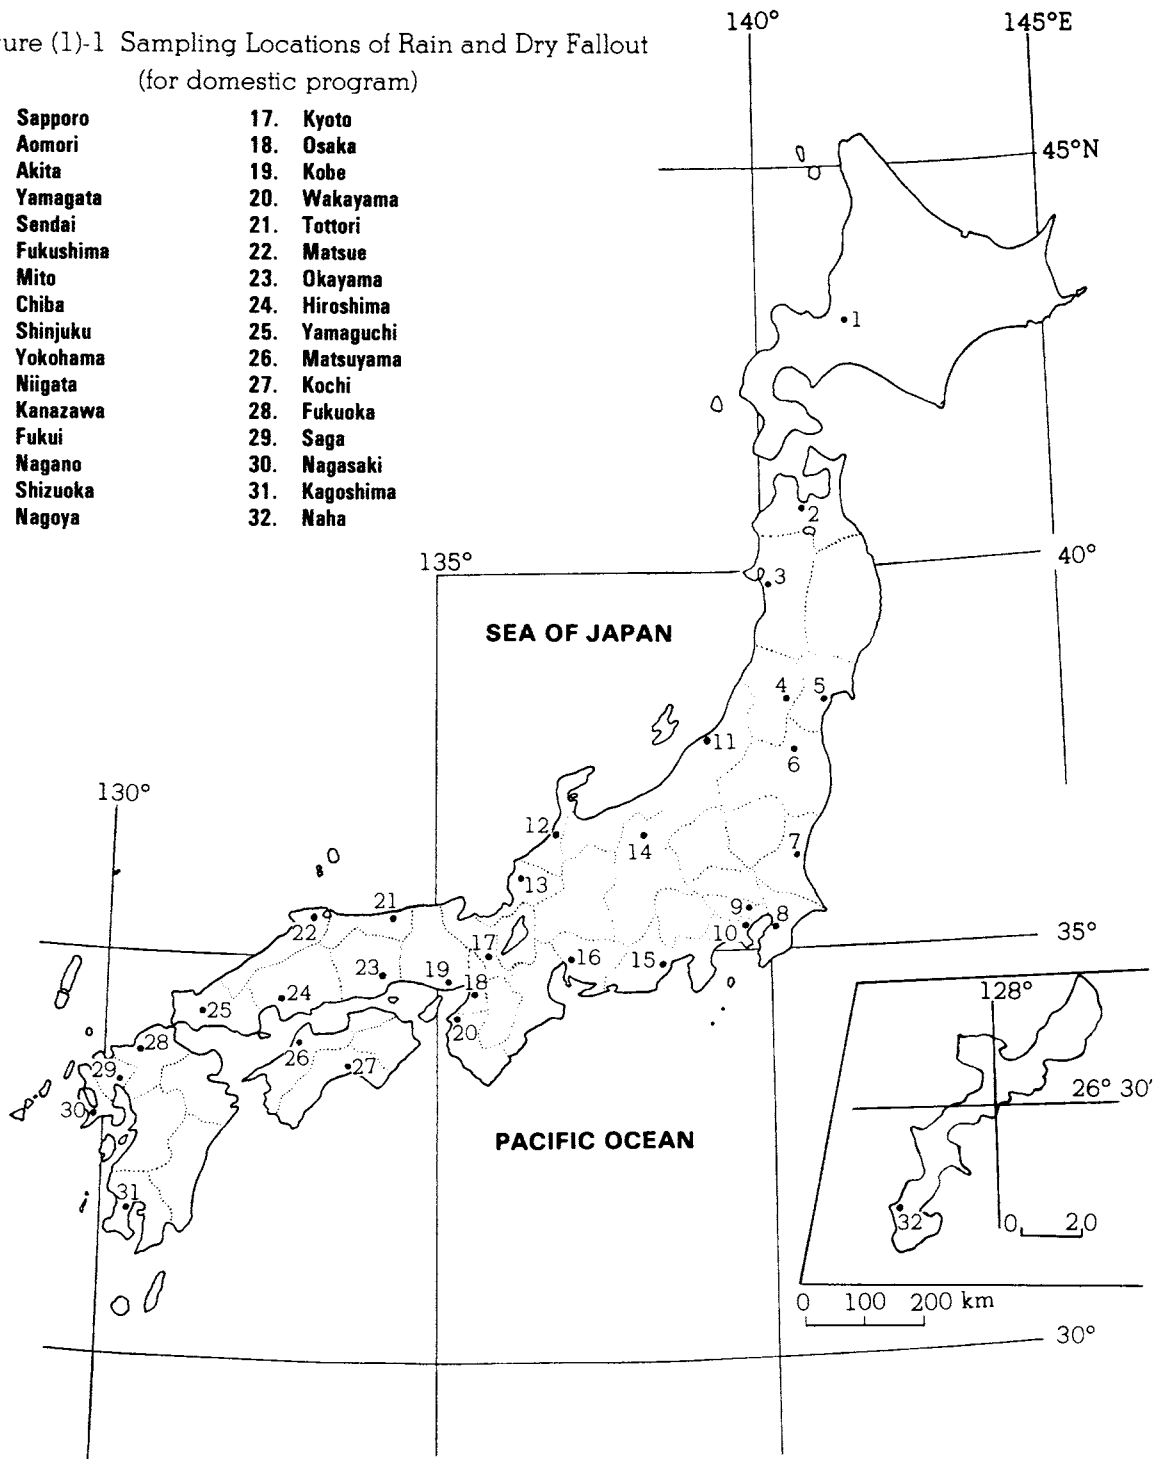 ure (1)-1 Sampling Locations of Rain and Dry Fallout
(for domestic program)
Sapporo 17. Kyoto
Aomori 18. Osaka
Akita 19. Kobe
Yamagata 20. Wakayama
Sendai 21. Tottori
Fukushima 22. Matsue
Mito 23. Okayama
Chiba 24. Hiroshima
Shinjuku 25. Yamaguchi
Yokohama 26. Matsuyama
Niigata 27. Kochi
Kanazawa 28. Fukuoka
Fukui 29. Saga
Nagano 30. Nagasaki
Shizuoka 31. Kagoshima
Nagoya 32. Naha
140° 145°E
45°N
1
2
135°
40°
3
SEA OF JAPAN
4 5
11
6
130°
12
14
7
13
21
22
9
10
8
35°
17
16
15
23
19
18
24
25
20
26
27
28
29
30
31
128°
26° 30'
PACIFIC OCEAN
32
0 20
0 100 200 km
30°